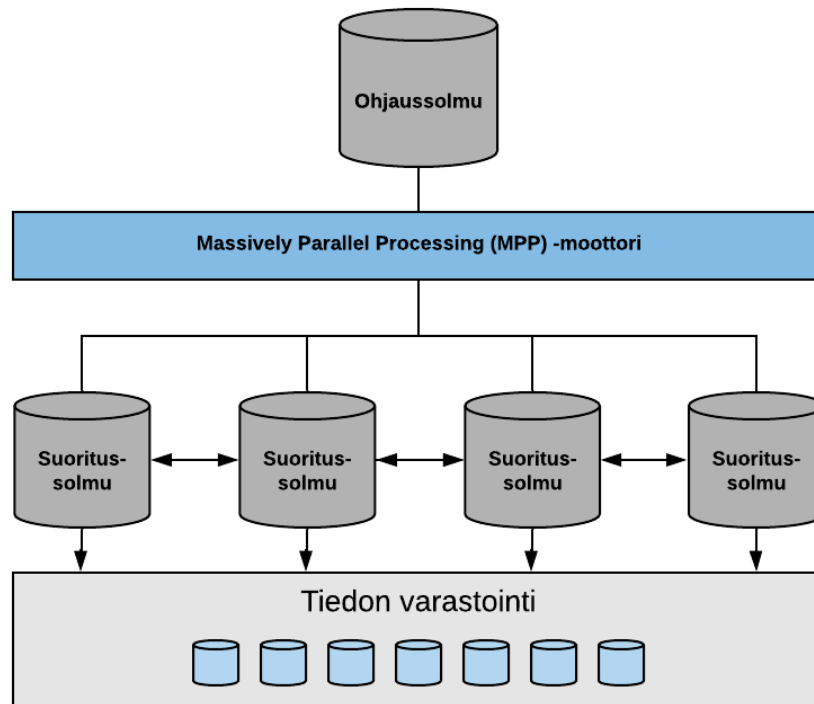 Ohjaussolmu
Massively Parallel Processing (MPP) -moottori
Suoritus-
solmu
Suoritus-
solmu
Suoritus-
solmu
Suoritus-
solmu
Tiedon varastointi